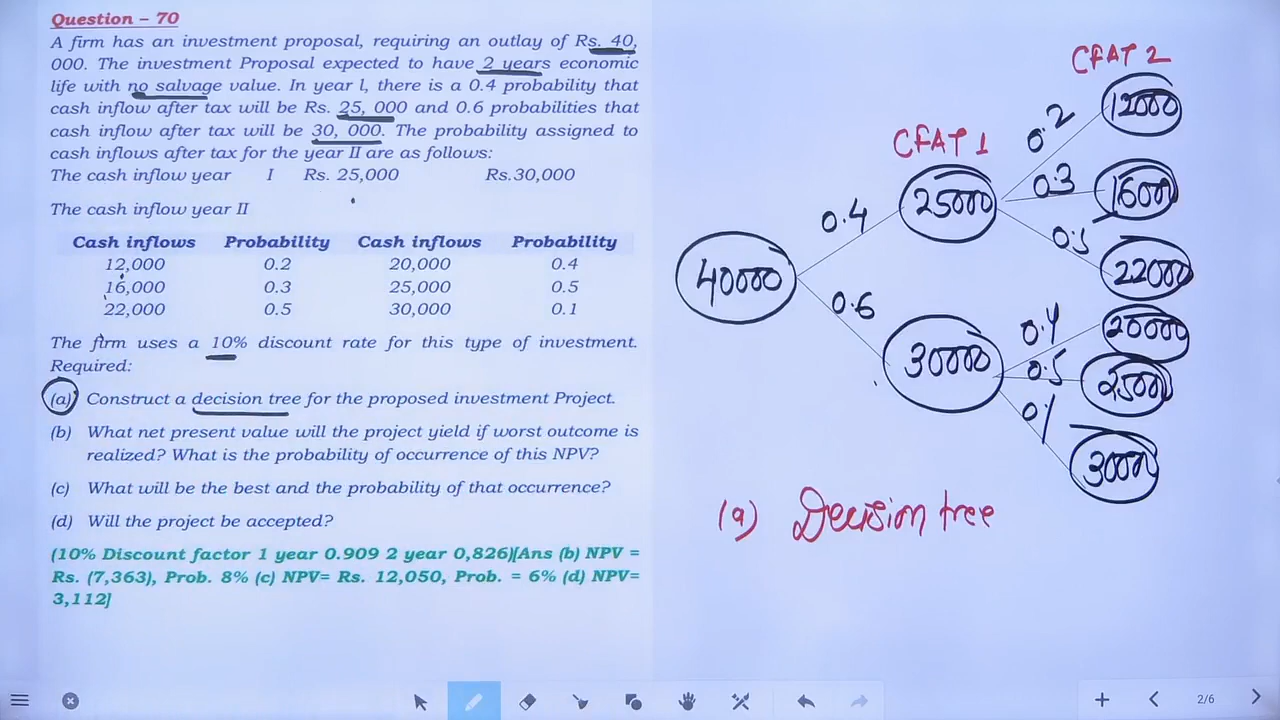 Question – 70
A firm has an investment proposal, requiring an outlay of Rs. 40,
000. The investment Proposal expected to have 2 years economic
life with no salvage value. In year l, there is a 0.4 probability that
cash inflow after tax will be Rs. 25, 000 and 0.6 probabilities that
cash inflow after tax will be 30, 000. The probability assigned to
cash inflows after tax for the year II are as follows:
The cash inflow year I Rs. 25,000 Rs.30,000
The cash inflow year II
Cash inflows Probability Cash inflows Probability
12,000 0.2 20,000 0.4
16,000 0.3 25,000 0.5
22,000 0.5 30,000 0.1
The firm uses a 10% discount rate for this type of investment.
Required:
(a) Construct a decision tree for the proposed investment Project.
(b) What net present value will the project yield if worst outcome is
realized? What is the probability of occurrence of this NPV?
(c) What will be the best and the probability of that occurrence?
(d) Will the project be accepted?
(10% Discount factor 1 year 0.909 2 year 0,826)[Ans (b) NPV =
Rs. (7,363), Prob. 8% (c) NPV= Rs. 12,050, Prob. = 6% (d) NPV=
3,112]
CFAT 2
12000
0.2
CFAT 1
25000
0.3
16000
0.4
0.5
22000
40000
0.6
30000
0.4
20000
0.5
25000
0.1
30000
(a) Decision tree
2/6